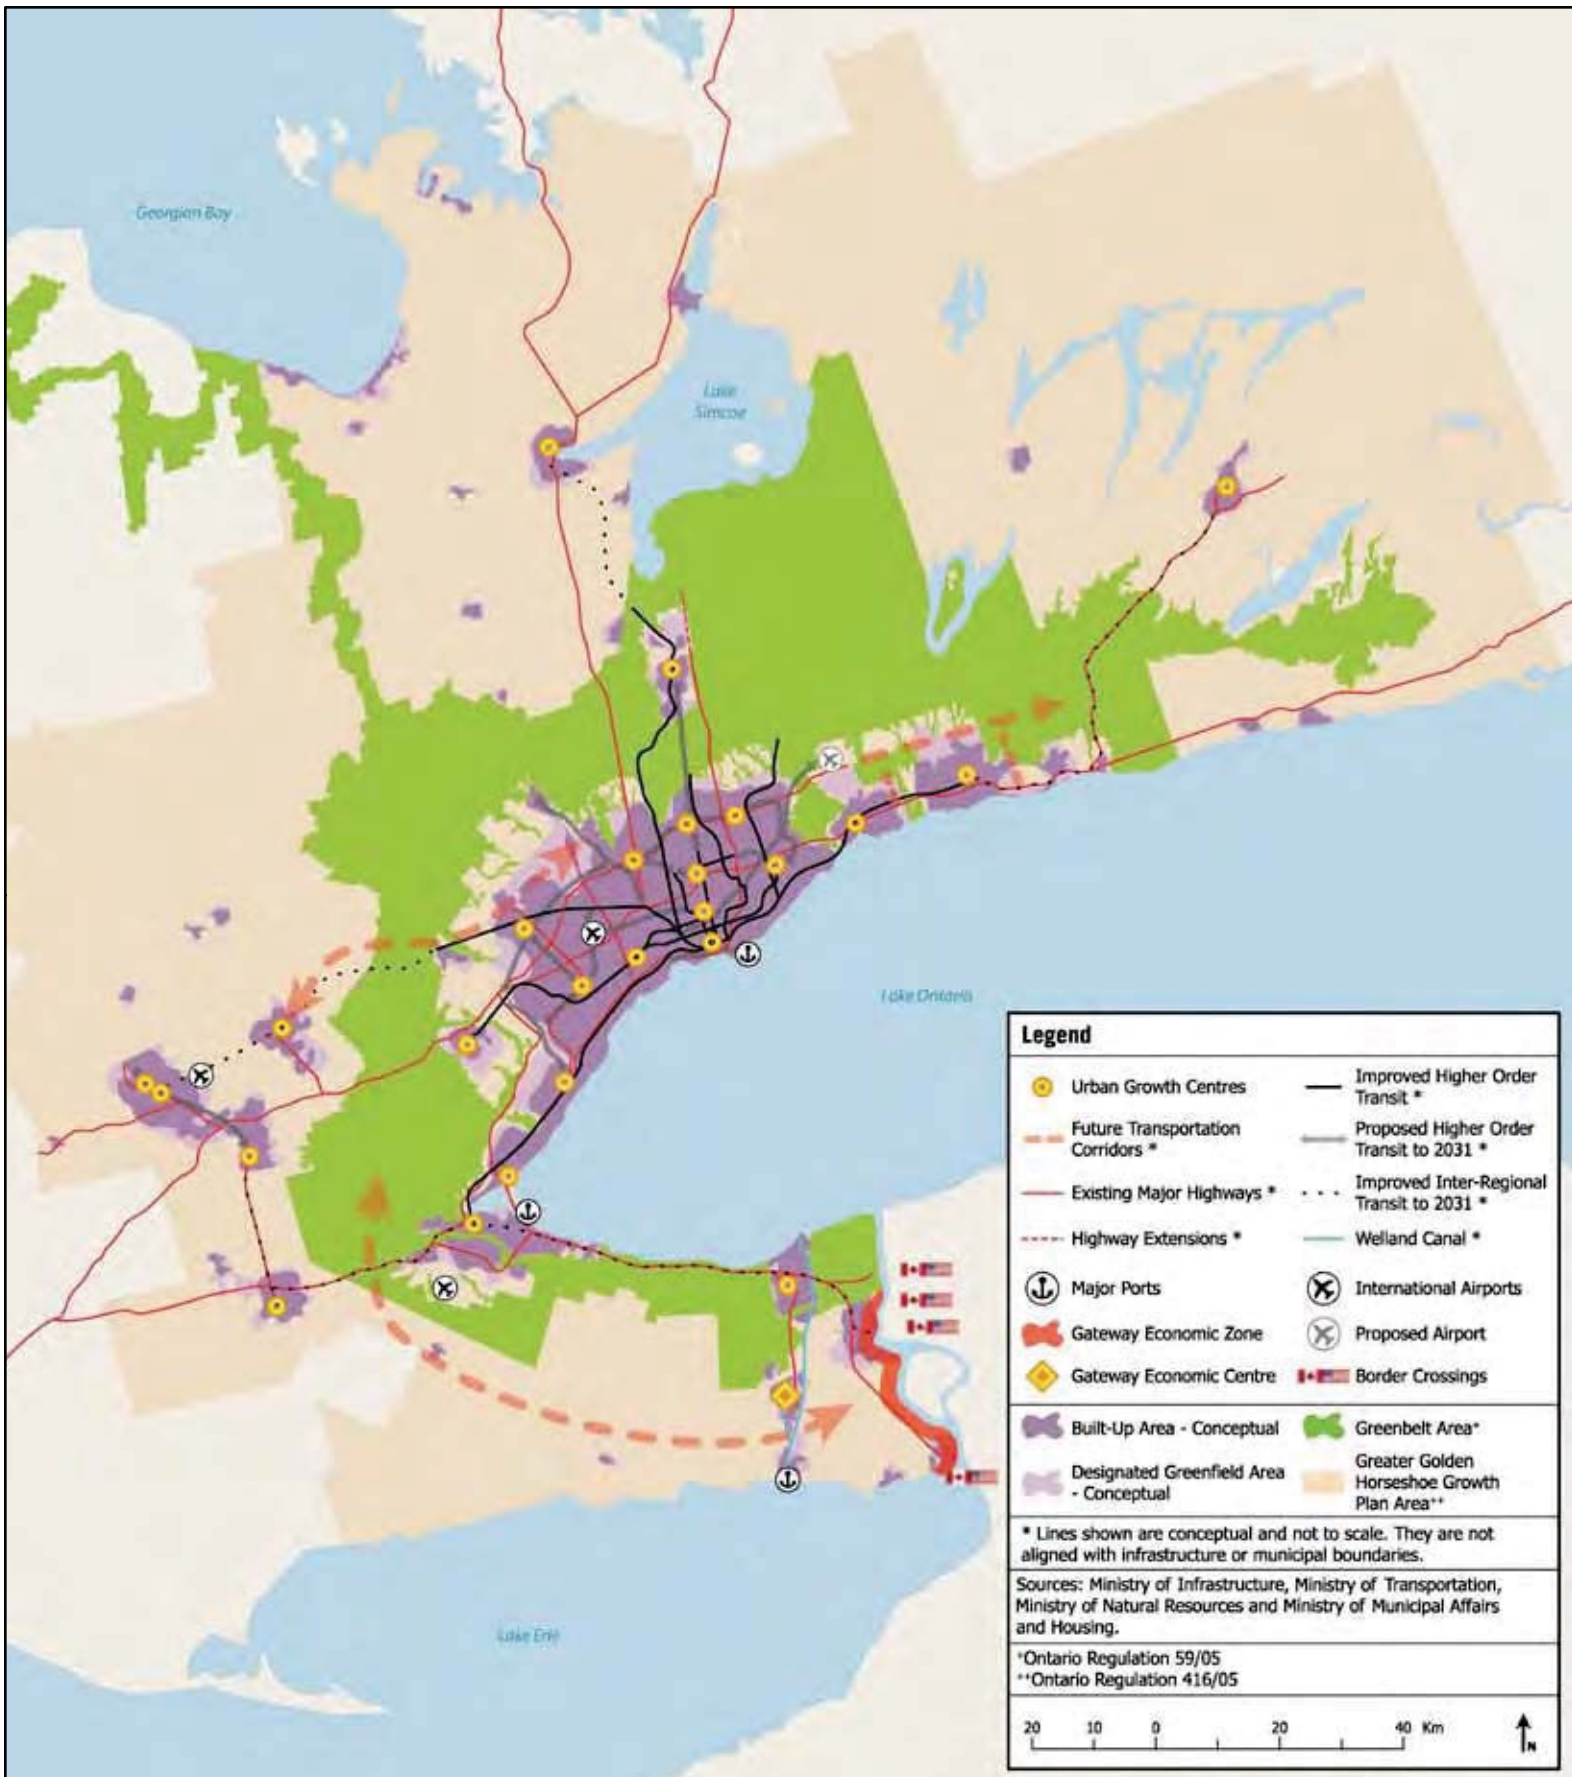 Georgian Bay
Lake
Simcoe
Lake Ontario
Lake Erie
Legend
Urban Growth Centres
Future Transportation
Corridors *
Existing Major Highways *
Highway Extensions *
Major Ports
Gateway Economic Zone
Gateway Economic Centre
Improved Higher Order
Transit *
Proposed Higher Order
Transit to 2031 *
Improved Inter-Regional
Transit to 2031 *
Welland Canal *
International Airports
Proposed Airport
Border Crossings
Built-Up Area - Conceptual
Designated Greenfield Area
- Conceptual
Greenbelt Area+
Greater Golden
Horseshoe Growth
Plan Area++
* Lines shown are conceptual and not to scale. They are not
aligned with infrastructure or municipal boundaries.
Sources: Ministry of Infrastructure, Ministry of Transportation,
Ministry of Natural Resources and Ministry of Municipal Affairs
and Housing.
+Ontario Regulation 59/05
++Ontario Regulation 416/05
20 10 0 20 40 Km
N